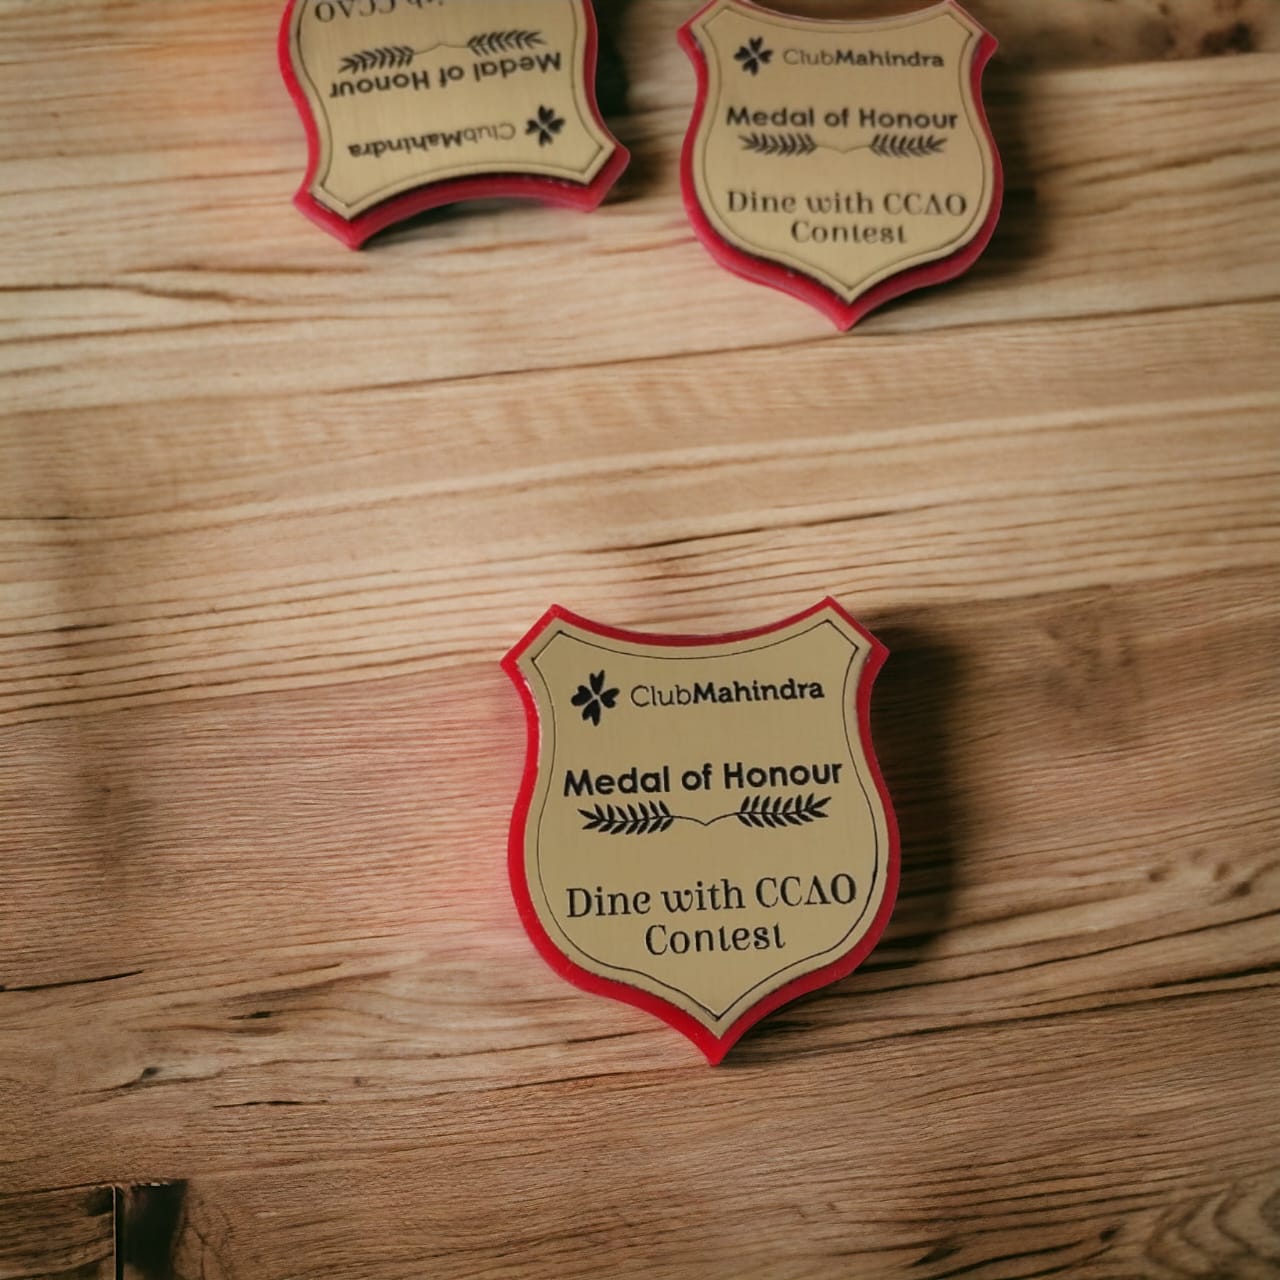 ClubMahindra
Medal of Honour
Dine with CCAO
Contest
ClubMahindra
Medal of Honour
CCAO
ClubMahindra
Medal of Honour
Dine with CCAO
Contest